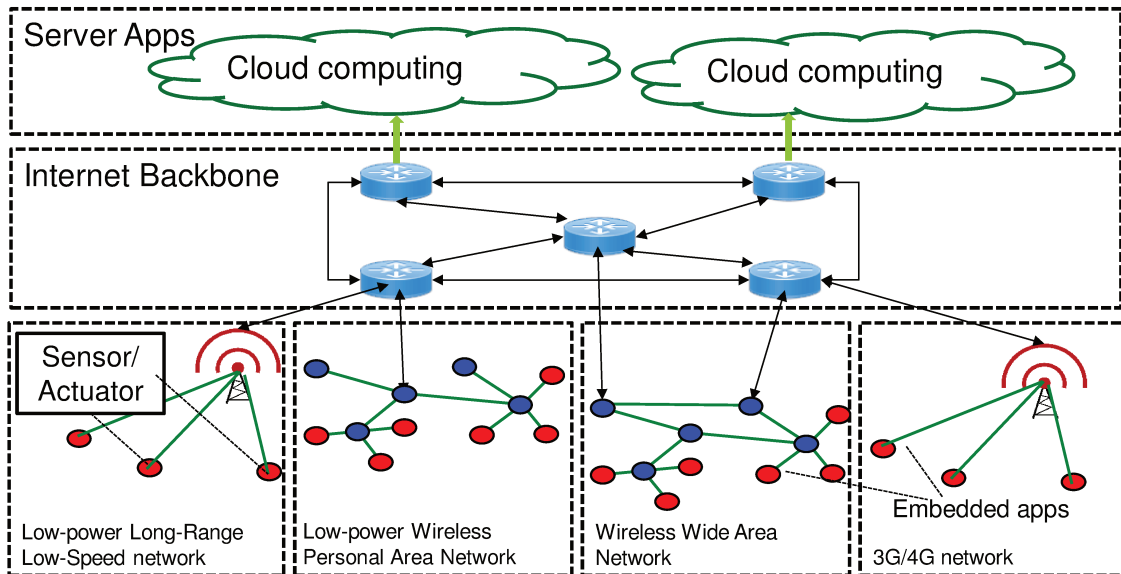 Server Apps
Cloud computing
Cloud computing
Internet Backbone
Sensor/
Actuator
Embedded apps
Low-power Long-Range
Low-Speed network
Low-power Wireless
Personal Area Network
Wireless Wide Area
Network
3G/4G network